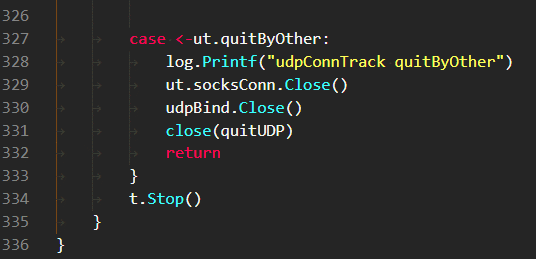 326
327 case <-ut.quitByOther:
328 log.Printf("udpConnTrack quitByOther")
329 ut.socksConn.Close()
330 udpBind.Close()
331 close(quitUDP)
332 return
333 }
334 t.Stop()
335 }
336 }